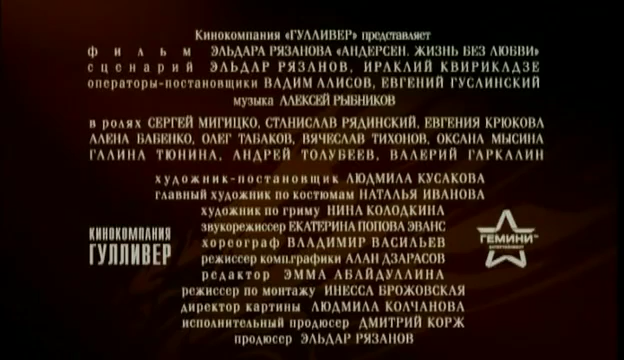 Кинокомпания «ГУЛЛИВЕР» представляет
фильм ЭЛЬДАРА РЯЗАНОВА «АНДЕРСЕН. ЖИЗНЬ БЕЗ ЛЮБВИ»
сценарий ЭЛЬДАР РЯЗАНОВ, ИРАКЛИЙ КВИРИКАДЗЕ
операторы-постановщики ВАДИМ АЛИСОВ, ЕВГЕНИЙ ГУСЛИНСКИЙ
музыка АЛЕКСЕЙ РЫБНИКОВ
в ролях СЕРГЕЙ МИГИЦКО, СТАНИСЛАВ РЯДИНСКИЙ, ЕВГЕНИЯ КРЮКОВА
АЛЕНА БАБЕНКО, ОЛЕГ ТАБАКОВ, ВЯЧЕСЛАВ ТИХОНОВ, ОКСАНА МЫСИНА
ГАЛИНА ТЮНИНА, АНДРЕЙ ТОЛУБЕЕВ, ВАЛЕРИЙ ГАРКАЛИН
художник-постановщик ЛЮДМИЛА КУСАКОВА
главный художник по костюмам НАТАЛЬЯ ИВАНОВА
художник по гриму НИНА КОЛОДКИНА
звукорежиссер ЕКАТЕРИНА ПОПОВА ЭВАНС
хореограф ВЛАДИМИР ВАСИЛЬЕВ
режиссер комп.графики АЛАН ДЗАРАСОВ
редактор ЭММА АБАЙДУЛЛИНА
режиссер по монтажу ИНЕССА БРОЖОВСКАЯ
директор картины ЛЮДМИЛА КОЛЧАНОВА
исполнительный продюсер ДМИТРИЙ КОРЖ
продюсер ЭЛЬДАР РЯЗАНОВ
КИНОКОМПАНИЯ
ГУЛЛИВЕР
ГЕМИНИ
ENTERTAINMENT